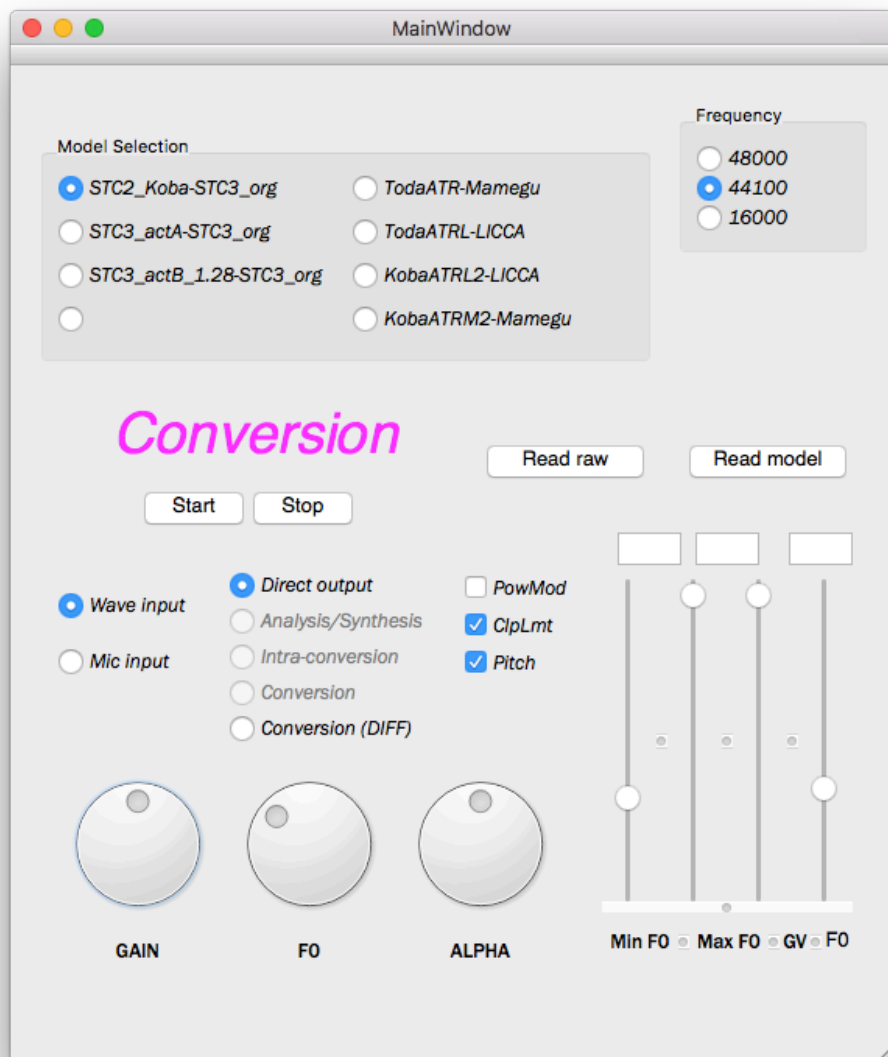 MainWindow
Frequency
48000
44100
16000
Model Selection
STC2_Koba-STC3_org
TodaATR-Mamegu
STC3_actA-STC3_org
TodaATRL-LICCA
STC3_actB_1.28-STC3_org
KobaATRL2-LICCA
KobaATRM2-Mamegu
Conversion
Read raw
Read model
Start
Stop
Wave input
Mic input
Direct output
Analysis/Synthesis
Intra-conversion
Conversion
Conversion (DIFF)
PowMod
ClpLmt
Pitch
GAIN
F0
ALPHA
Min F0
Max F0
GV
F0